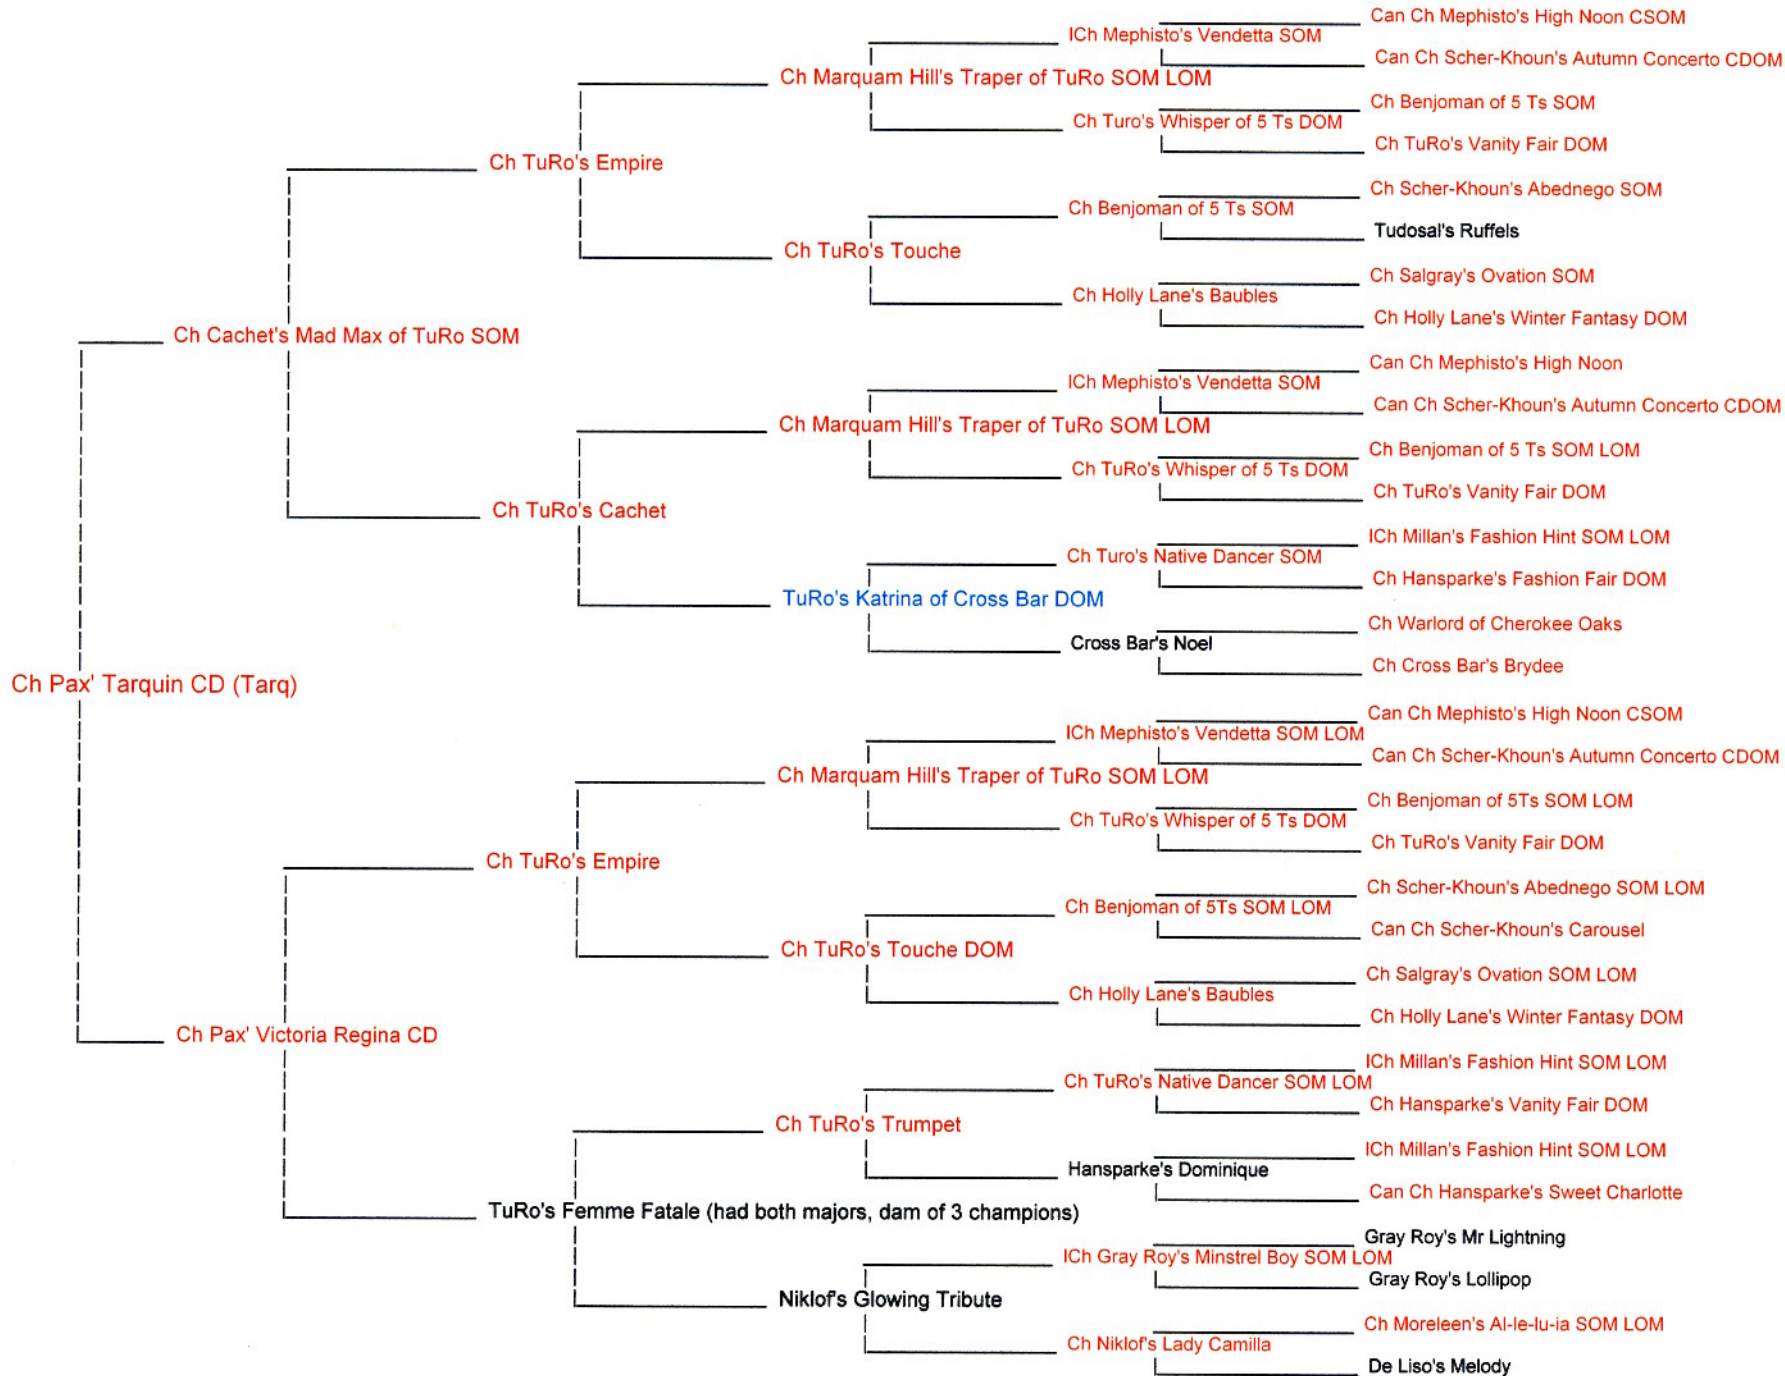 Can Ch Mephisto's High Noon CSOM
ICh Mephisto's Vendetta SOM
Can Ch Scher-Khoun's Autumn Concerto CDOM
Ch Marquam Hill's Traper of TuRo SOM LOM
Ch Benjoman of 5 Ts SOM
Ch Turo's Whisper of 5 Ts DOM
Ch TuRo's Vanity Fair DOM
Ch TuRo's Empire
Ch Scher-Khoun's Abednego SOM
Ch Benjoman of 5 Ts SOM
Tudosal's Ruffels
Ch TuRo's Touche
Ch Salgray's Ovation SOM
Ch Holly Lane's Baubles
Ch Holly Lane's Winter Fantasy DOM
Ch Cachet's Mad Max of TuRo SOM
Can Ch Mephisto's High Noon
ICh Mephisto's Vendetta SOM
Can Ch Scher-Khoun's Autumn Concerto CDOM
Ch Marquam Hill's Traper of TuRo SOM LOM
Ch Benjoman of 5 Ts SOM LOM
Ch TuRo's Whisper of 5 Ts DOM
Ch TuRo's Vanity Fair DOM
Ch TuRo's Cachet
ICh Millan's Fashion Hint SOM LOM
Ch Turo's Native Dancer SOM
Ch Hansparke's Fashion Fair DOM
TuRo's Katrina of Cross Bar DOM
Ch Warlord of Cherokee Oaks
Cross Bar's Noel
Ch Cross Bar's Brydee
Ch Pax' Tarquin CD (Tarq)
Can Ch Mephisto's High Noon CSOM
ICh Mephisto's Vendetta SOM LOM
Can Ch Scher-Khoun's Autumn Concerto CDOM
Ch Marquam Hill's Traper of TuRo SOM LOM
Ch Benjoman of 5Ts SOM LOM
Ch TuRo's Whisper of 5 Ts DOM
Ch TuRo's Vanity Fair DOM
Ch TuRo's Empire
Ch Scher-Khoun's Abednego SOM LOM
Ch Benjoman of 5Ts SOM LOM
Can Ch Scher-Khoun's Carousel
Ch TuRo's Touche DOM
Ch Salgray's Ovation SOM LOM
Ch Holly Lane's Baubles
Ch Holly Lane's Winter Fantasy DOM
Ch Pax' Victoria Regina CD
ICh Millan's Fashion Hint SOM LOM
Ch TuRo's Native Dancer SOM LOM
Ch Hansparke's Vanity Fair DOM
Ch TuRo's Trumpet
ICh Millan's Fashion Hint SOM LOM
Hansparke's Dominique
Can Ch Hansparke's Sweet Charlotte
TuRo's Femme Fatale (had both majors, dam of 3 champions)
Gray Roy's Mr Lightning
ICh Gray Roy's Minstrel Boy SOM LOM
Gray Roy's Lollipop
Niklof's Glowing Tribute
Ch Moreleen's Al-le-lu-ia SOM LOM
Ch Niklof's Lady Camilla
De Liso's Melody